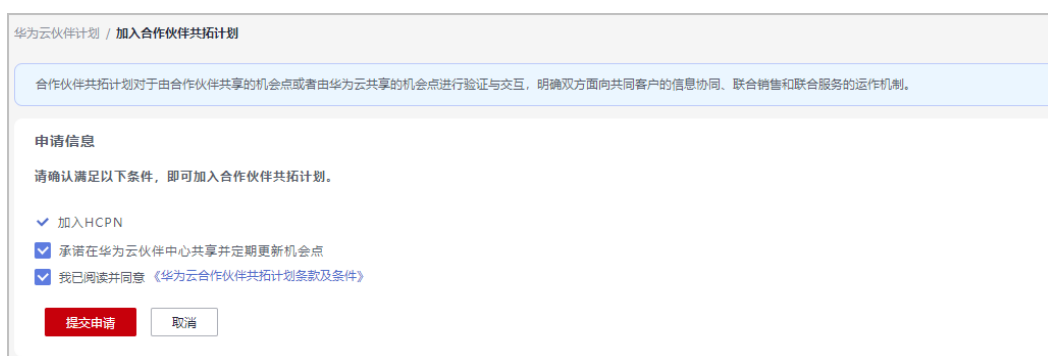 华为云伙伴计划 / 加入合作伙伴共拓计划
合作伙伴共拓计划对于由合作伙伴共享的机会点或者由华为云共享的机会点进行验证与交互，明确双方面向共同客户的信息协同、联合销售和联合服务的运作机制。
申请信息
请确认满足以下条件，即可加入合作伙伴共拓计划。
加入HCPN
承诺在华为云伙伴中心共享并定期更新机会点
我已阅读并同意《华为云合作伙伴共拓计划条款及条件》
提交申请 取消